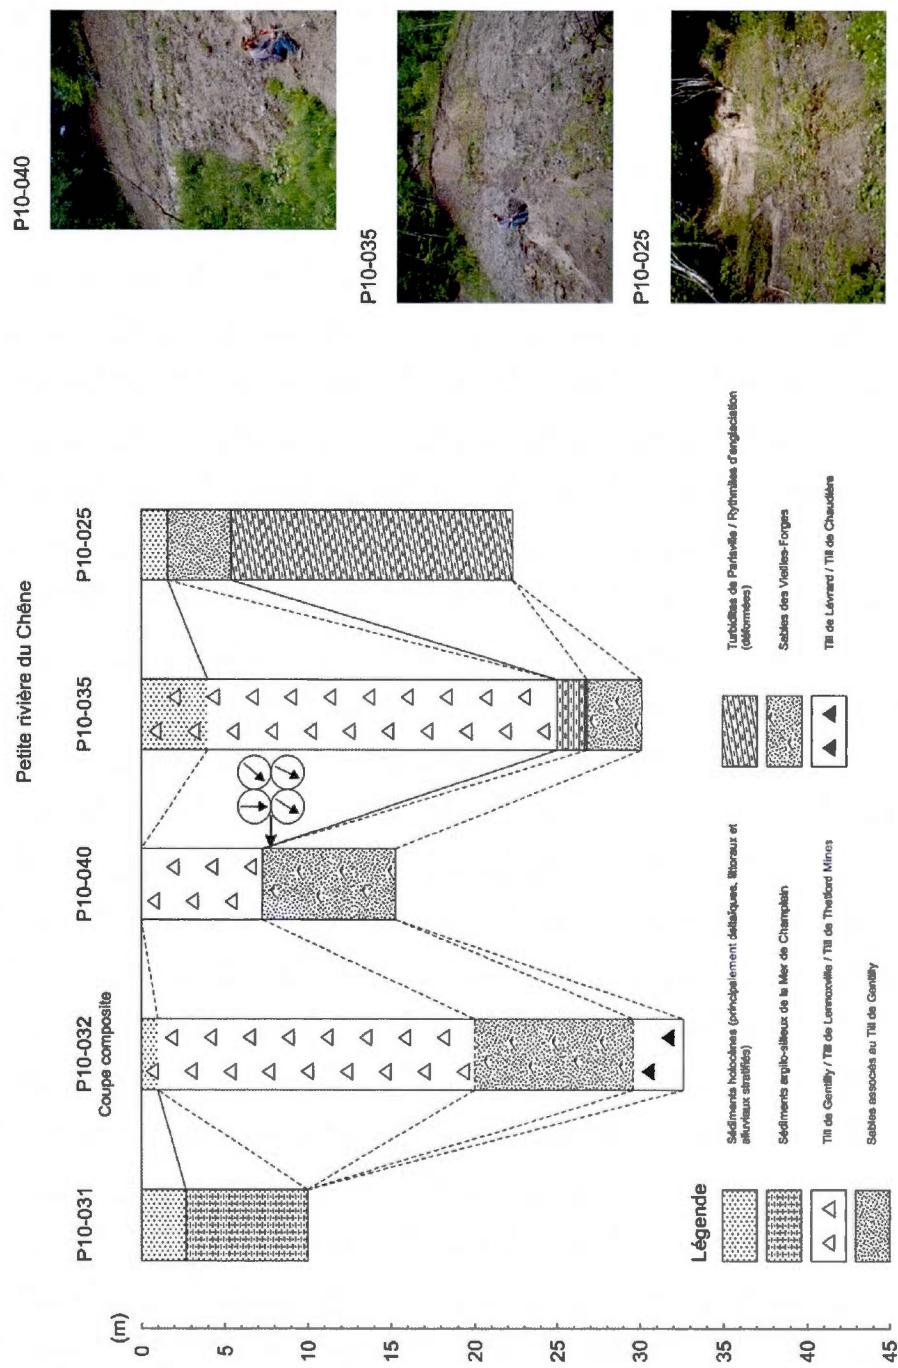 Petite rivière du Chêne
P10-031
P10-032
Coupe composite
P10-040
P10-035
P10-025
(m)
0
5
10
15
20
25
30
35
40
45
Légende
Sédiments holocènes (principalement deltaïques, littoraux et
alluviaux stratifiés)
Sédiments argilo-silteux de la Mer de Champlain
Till de Gentilly / Till de Lennoxville / Till de Thetford Mines
Sables associés au Till de Gentilly
Turbidites de Parisville / Rythmites d'englaciation
(déformées)
Sables des Vieilles-Forges
Till de Lévrard / Till de Chaudière
P10-040
P10-035
P10-025